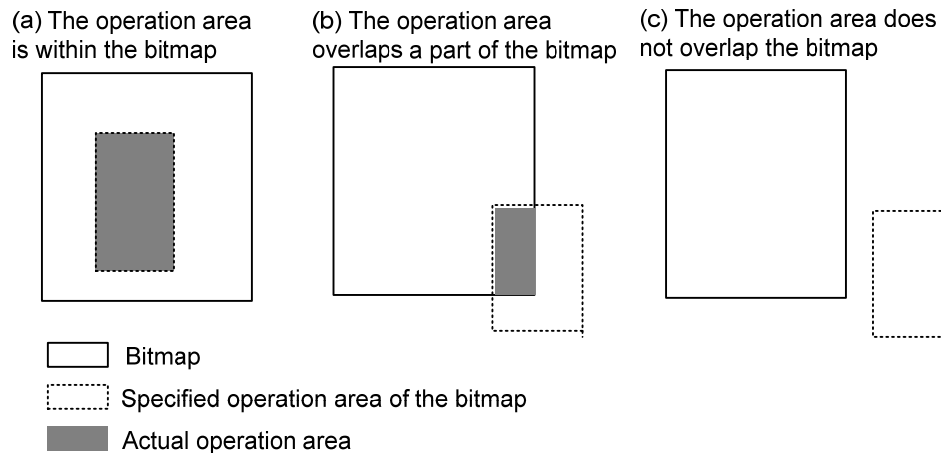 (a) The operation area
is within the bitmap
(b) The operation area
overlaps a part of the bitmap
(c) The operation area does
not overlap the bitmap
Bitmap
Specified operation area of the bitmap
Actual operation area